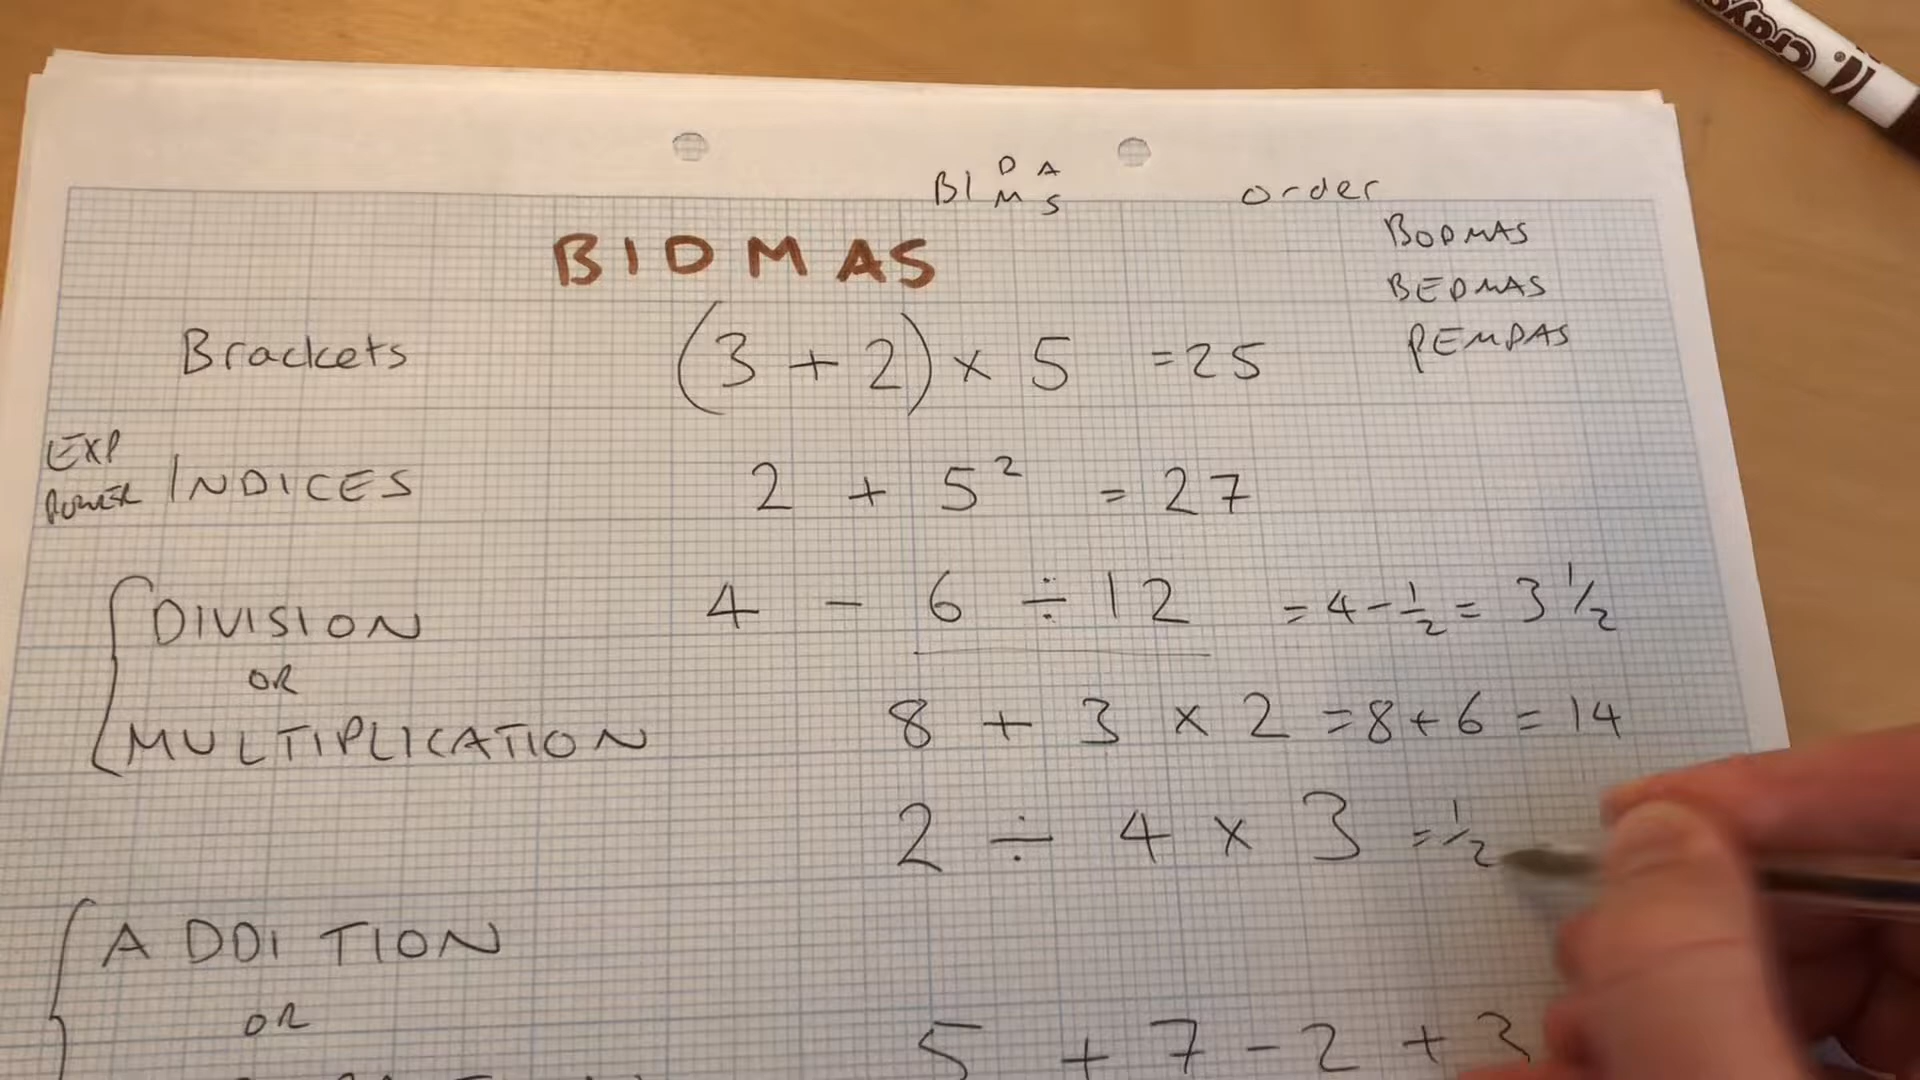 BI D A
M S
order
BIDMAS
BODMAS
BEDMAS
PEMDAS
Brackets (3 + 2) × 5 = 25
EXP
POWER INDICES 2 + 5² = 27
DIVISION 4 − 6 ÷ 12 = 4 − 1/2 = 3 1/2
OR
MULTIPLICATION 8 + 3 × 2 = 8 + 6 = 14
2 ÷ 4 × 3 = 1/2
ADDITION
OR
5 + 7 − 2 + 3